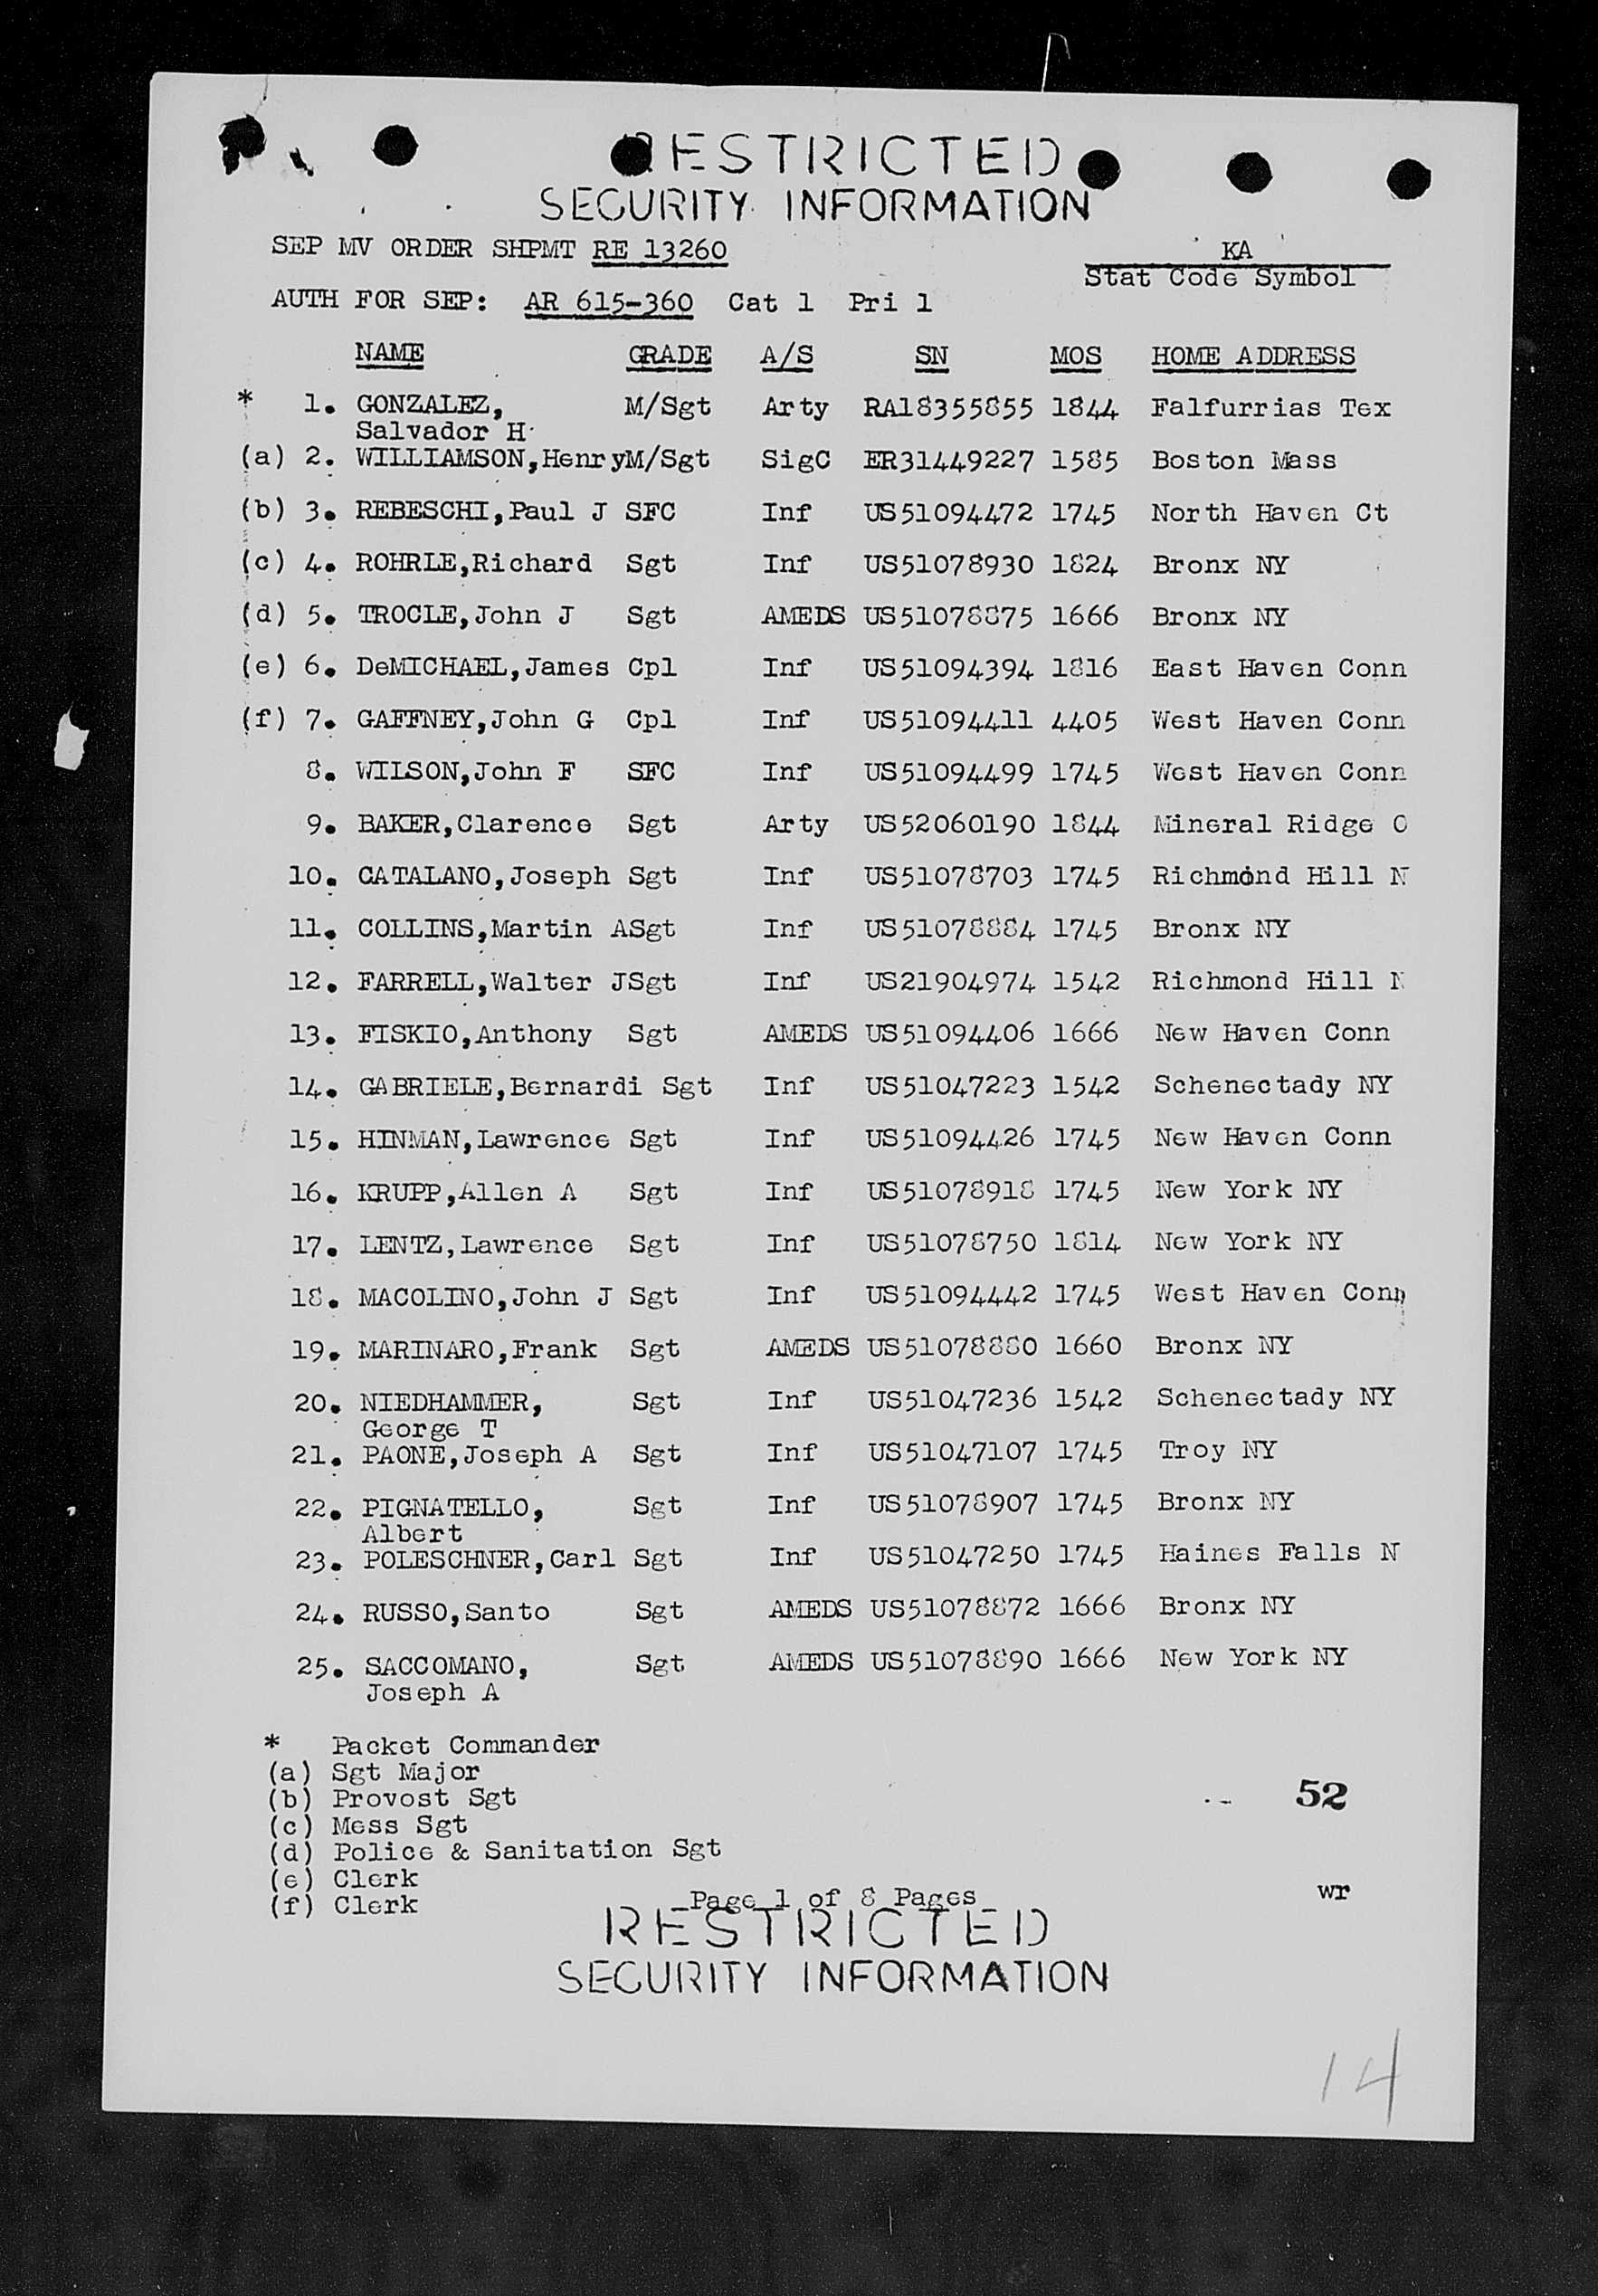 RESTRICTED
SECURITY INFORMATION
SEP MV ORDER SHPMT RE 13260 KA
Stat Code Symbol
AUTH FOR SEP: AR 615-360 Cat 1 Pri 1
NAME GRADE A/S SN MOS HOME ADDRESS
* 1. GONZALEZ, M/Sgt Arty RA18355855 1844 Falfurrias Tex
Salvador H
(a) 2. WILLIAMSON,Henry M/Sgt SigC ER31449227 1585 Boston Mass
(b) 3. REBESCHI,Paul J SFC Inf US51094472 1745 North Haven Ct
(c) 4. ROHRLE,Richard Sgt Inf US51078930 1824 Bronx NY
(d) 5. TROCLE,John J Sgt AMEDS US51078875 1666 Bronx NY
(e) 6. DeMICHAEL,James Cpl Inf US51094394 1816 East Haven Conn
(f) 7. GAFFNEY,John G Cpl Inf US51094411 4405 West Haven Conn
8. WILSON,John F SFC Inf US51094499 1745 West Haven Conn
9. BAKER,Clarence Sgt Arty US52060190 1844 Mineral Ridge O
10. CATALANO,Joseph Sgt Inf US51078703 1745 Richmond Hill N
11. COLLINS,Martin A Sgt Inf US51078884 1745 Bronx NY
12. FARRELL,Walter J Sgt Inf US21904974 1542 Richmond Hill N
13. FISKIO,Anthony Sgt AMEDS US51094406 1666 New Haven Conn
14. GABRIELE,Bernardi Sgt Inf US51047223 1542 Schenectady NY
15. HINMAN,Lawrence Sgt Inf US51094426 1745 New Haven Conn
16. KRUPP,Allen A Sgt Inf US51078918 1745 New York NY
17. LENTZ,Lawrence Sgt Inf US51078750 1814 New York NY
18. MACOLINO,John J Sgt Inf US51094442 1745 West Haven Conn
19. MARINARO,Frank Sgt AMEDS US51078880 1660 Bronx NY
20. NIEDHAMMER, Sgt Inf US51047236 1542 Schenectady NY
George T
21. PAONE,Joseph A Sgt Inf US51047107 1745 Troy NY
22. PIGNATELLO, Sgt Inf US51078907 1745 Bronx NY
Albert
23. POLESCHNER,Carl Sgt Inf US51047250 1745 Haines Falls N
24. RUSSO,Santo Sgt AMEDS US51078872 1666 Bronx NY
25. SACCOMANO, Sgt AMEDS US51078890 1666 New York NY
Joseph A
* Packet Commander
(a) Sgt Major
(b) Provost Sgt 52
(c) Mess Sgt
(d) Police & Sanitation Sgt
(e) Clerk
(f) Clerk Page 1 of 8 Pages wr
RESTRICTED
SECURITY INFORMATION
14